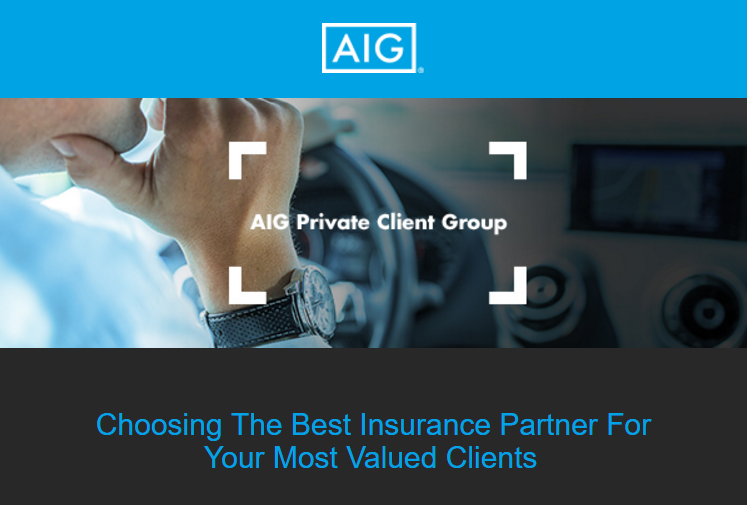 AIG®
AIG Private Client Group
Choosing The Best Insurance Partner For
Your Most Valued Clients